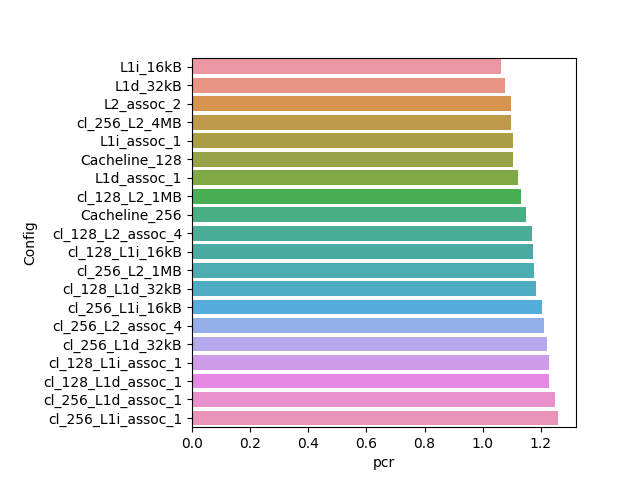 L1i_16kB
L1d_32kB
L2_assoc_2
cl_256_L2_4MB
L1i_assoc_1
Cacheline_128
L1d_assoc_1
cl_128_L2_1MB
Cacheline_256
cl_128_L2_assoc_4
cl_128_L1i_16kB
cl_256_L2_1MB
cl_128_L1d_32kB
cl_256_L1i_16kB
cl_256_L2_assoc_4
cl_256_L1d_32kB
cl_128_L1i_assoc_1
cl_128_L1d_assoc_1
cl_256_L1d_assoc_1
cl_256_L1i_assoc_1
Config
0.0 0.2 0.4 0.6 0.8 1.0 1.2
pcr